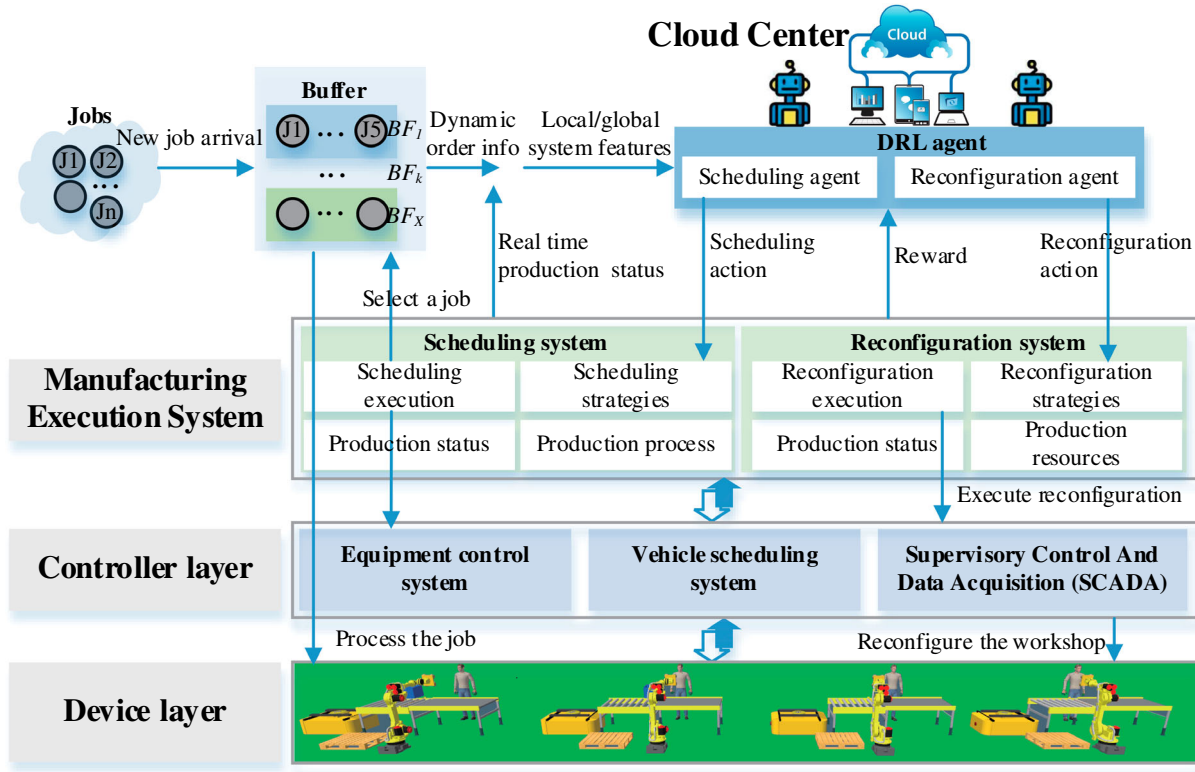 Cloud Center
Cloud
Jobs
J1 J2
...
Jn
New job arrival
Buffer
J1 ... J5 BF1
... BFk
... BFX
Dynamic
order info
Local/global
system features
DRL agent
Scheduling agent
Reconfiguration agent
Real time
production status
Scheduling
action
Reward
Reconfiguration
action
Select a job
Manufacturing
Execution System
Scheduling system
Scheduling
execution
Scheduling
strategies
Production status
Production process
Reconfiguration system
Reconfiguration
execution
Reconfiguration
strategies
Production status
Production
resources
Execute reconfiguration
Controller layer
Equipment control
system
Vehicle scheduling
system
Supervisory Control And
Data Acquisition (SCADA)
Process the job
Reconfigure the workshop
Device layer